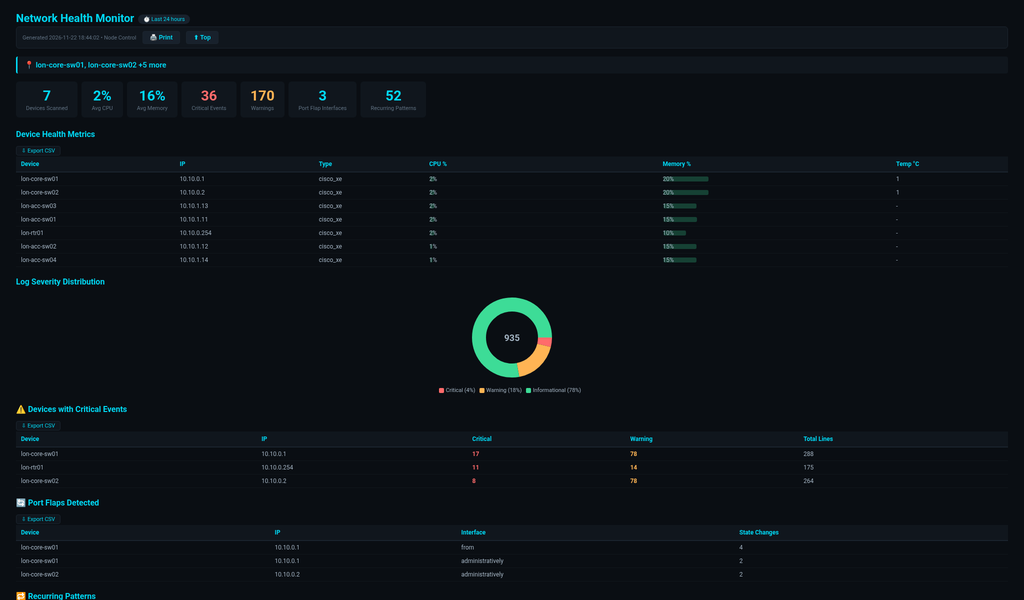 Network Health Monitor Last 24 hours
Generated 2026-11-22 10:44:02 • Node Control Print Top
lon-core-sw01, lon-core-sw02 +5 more
7 2% 16% 36 170 3 52
Devices Scanned Avg CPU Avg Memory Critical Events Warnings Port Flap Interfaces Recurring Patterns
Device Health Metrics
Export CSV
Device IP Type CPU % Memory % Temp °C
lon-core-sw01 10.10.0.1 cisco_xe 2% 20% 1
lon-core-sw02 10.10.0.2 cisco_xe 2% 20% 1
lon-acc-sw03 10.10.1.13 cisco_xe 2% 15% -
lon-acc-sw01 10.10.1.11 cisco_xe 2% 15% -
lon-rtr01 10.10.0.254 cisco_xe 2% 10% -
lon-acc-sw02 10.10.1.12 cisco_xe 1% 15% -
lon-acc-sw04 10.10.1.14 cisco_xe 1% 15% -
Log Severity Distribution
935
Critical (4%) Warning (18%) Informational (78%)
Devices with Critical Events
Export CSV
Device IP Critical Warning Total Lines
lon-core-sw01 10.10.0.1 17 78 288
lon-rtr01 10.10.0.254 11 14 175
lon-core-sw02 10.10.0.2 8 78 264
Port Flaps Detected
Export CSV
Device IP Interface State Changes
lon-core-sw01 10.10.0.1 from 4
lon-core-sw01 10.10.0.1 administratively 2
lon-core-sw02 10.10.0.2 administratively 2
Recurring Patterns